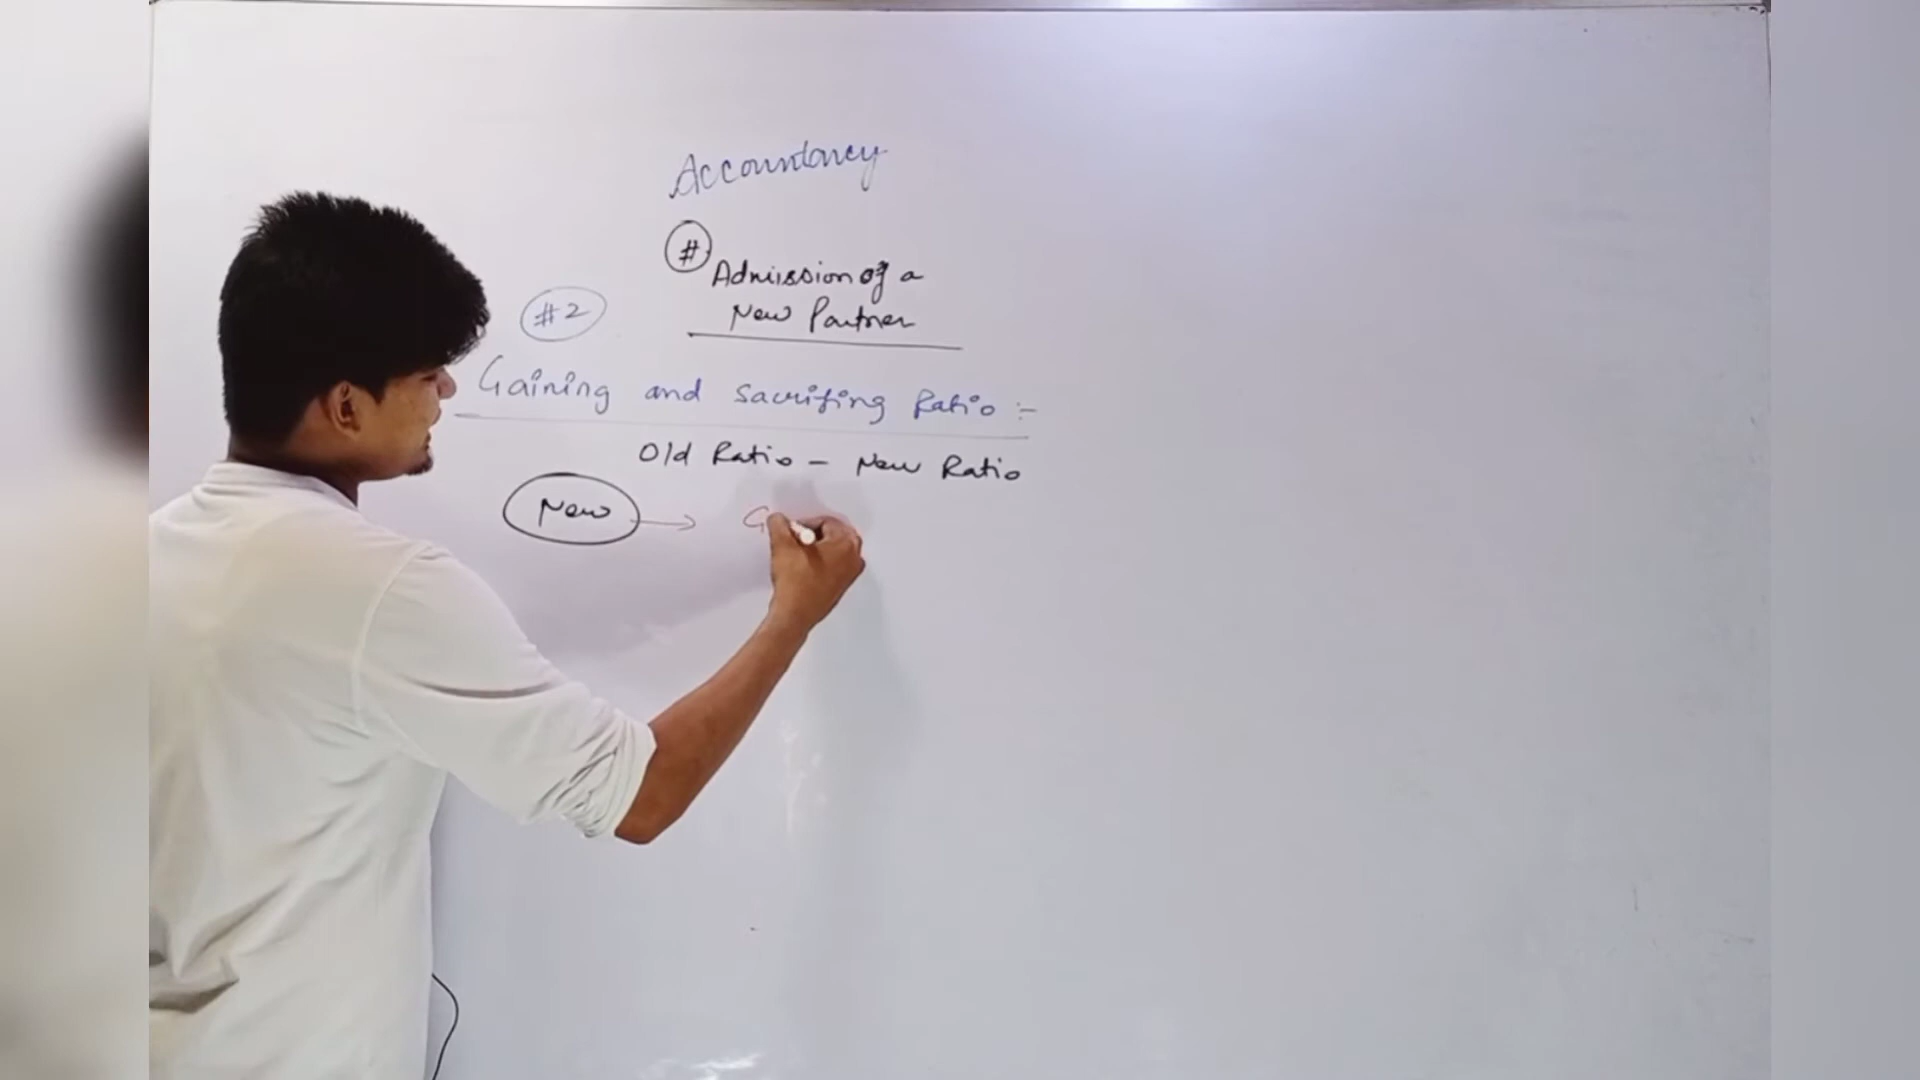 Accountancy
#
Admission of a
New Partner
#2
Gaining and Sacrifing Ratio :-
Old Ratio - New Ratio
New → G